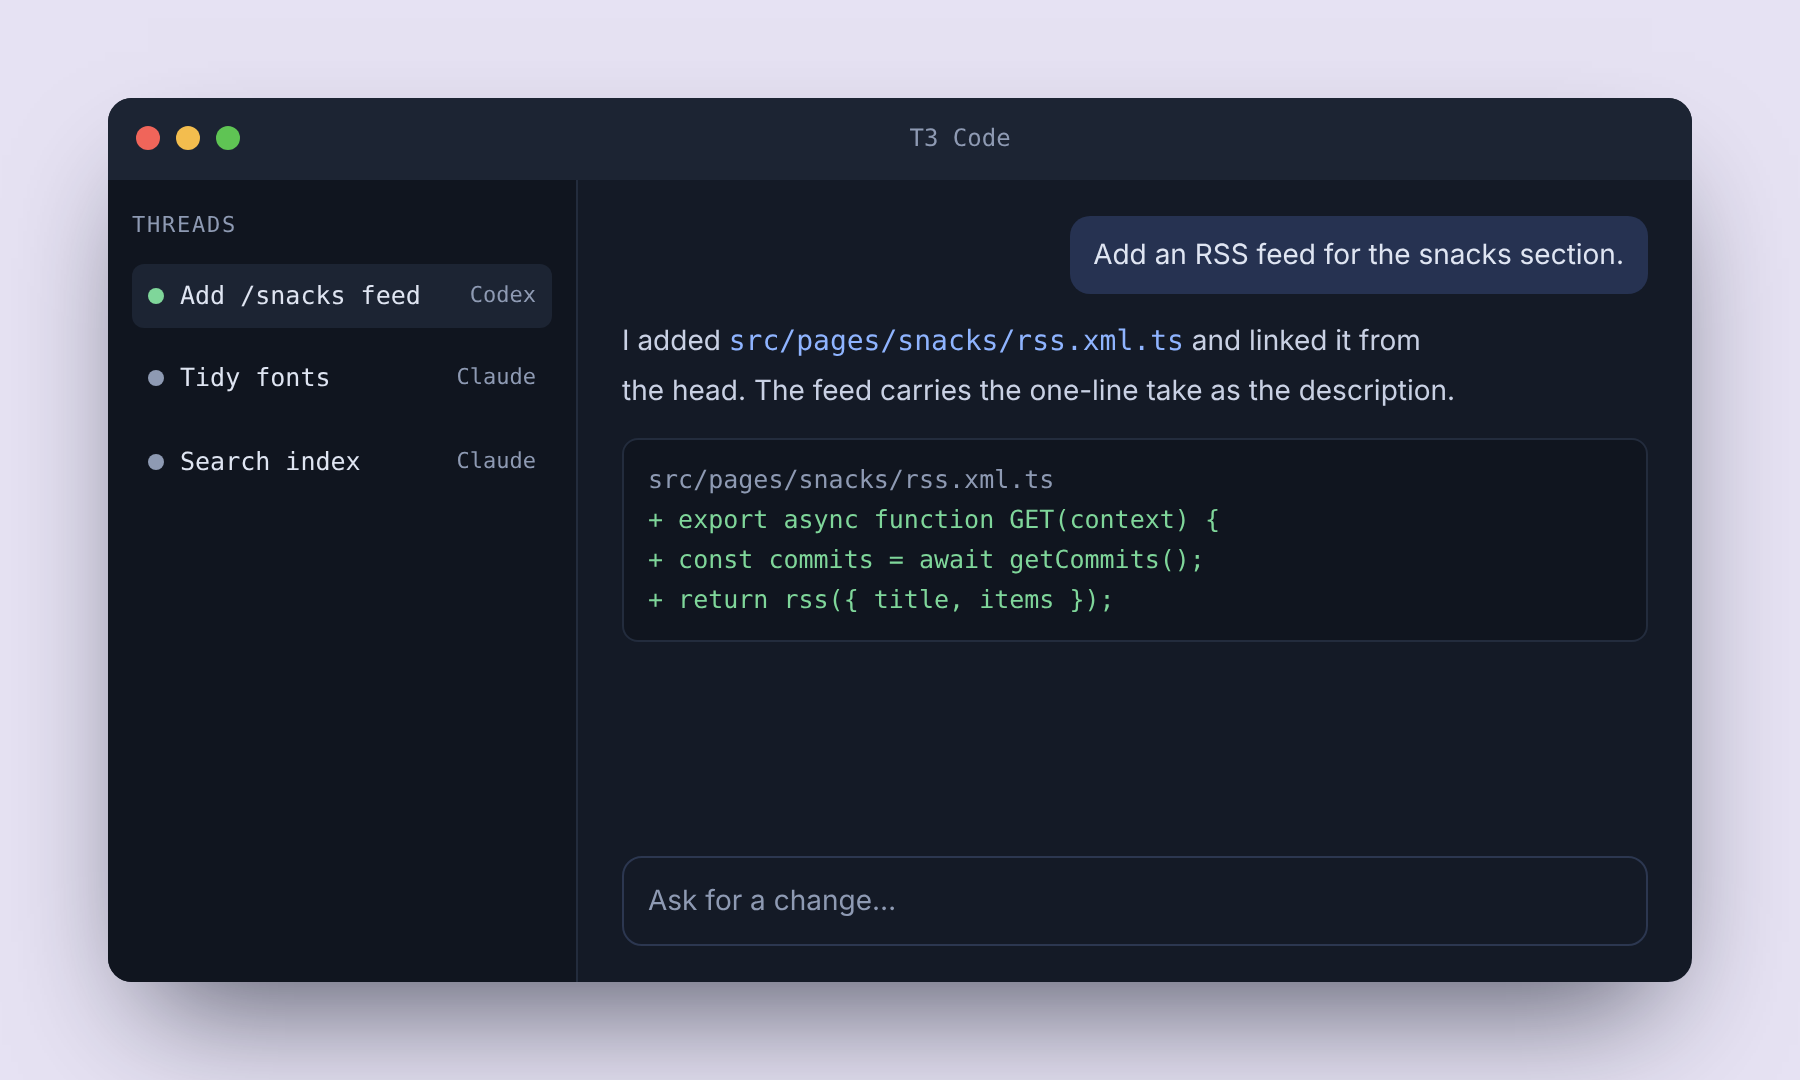 T3 Code
THREADS
Add /snacks feed Codex
Tidy fonts Claude
Search index Claude
Add an RSS feed for the snacks section.
I added src/pages/snacks/rss.xml.ts and linked it from
the head. The feed carries the one-line take as the description.
src/pages/snacks/rss.xml.ts
+ export async function GET(context) {
+ const commits = await getCommits();
+ return rss({ title, items });
Ask for a change...